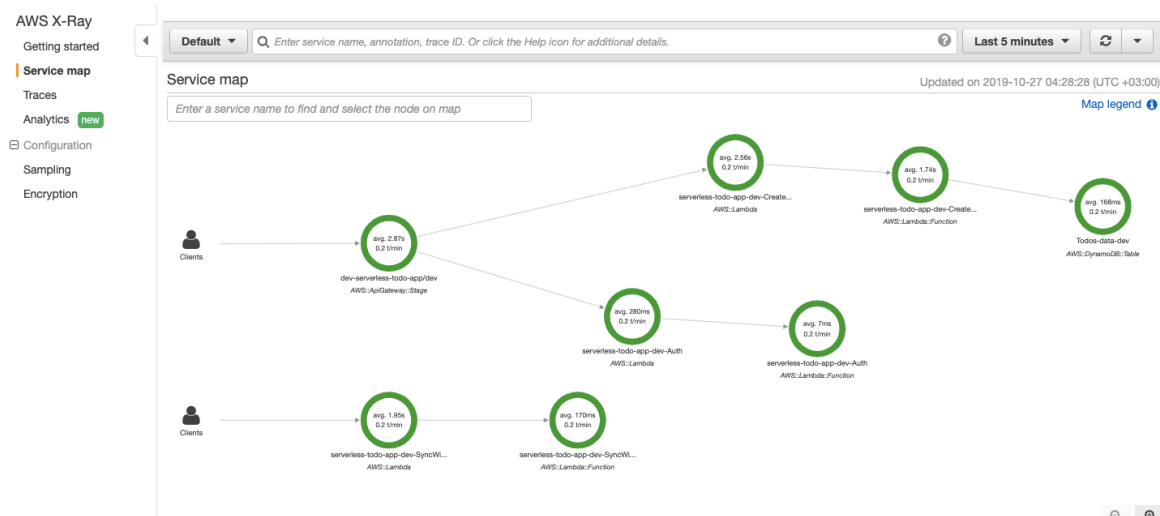 AWS X-Ray
Getting started
Service map
Traces
Analytics new
Configuration
Sampling
Encryption
Default
Enter service name, annotation, trace ID. Or click the Help icon for additional details.
Last 5 minutes
Service map
Updated on 2019-10-27 04:28:28 (UTC +03:00)
Enter a service name to find and select the node on map
Map legend
avg. 2.56s
0.2 t/min
serverless-todo-app-dev-Create...
AWS::Lambda
avg. 1.74s
0.2 t/min
serverless-todo-app-dev-Create...
AWS::Lambda::Function
avg. 168ms
0.2 t/min
Todos-data-dev
AWS::DynamoDB::Table
Clients
avg. 2.87s
0.2 t/min
dev-serverless-todo-app/dev
AWS::ApiGateway::Stage
avg. 280ms
0.2 t/min
serverless-todo-app-dev-Auth
AWS::Lambda
avg. 7ms
0.2 t/min
serverless-todo-app-dev-Auth
AWS::Lambda::Function
Clients
avg. 1.95s
0.2 t/min
serverless-todo-app-dev-SyncWi...
AWS::Lambda
avg. 170ms
0.2 t/min
serverless-todo-app-dev-SyncWi...
AWS::Lambda::Function